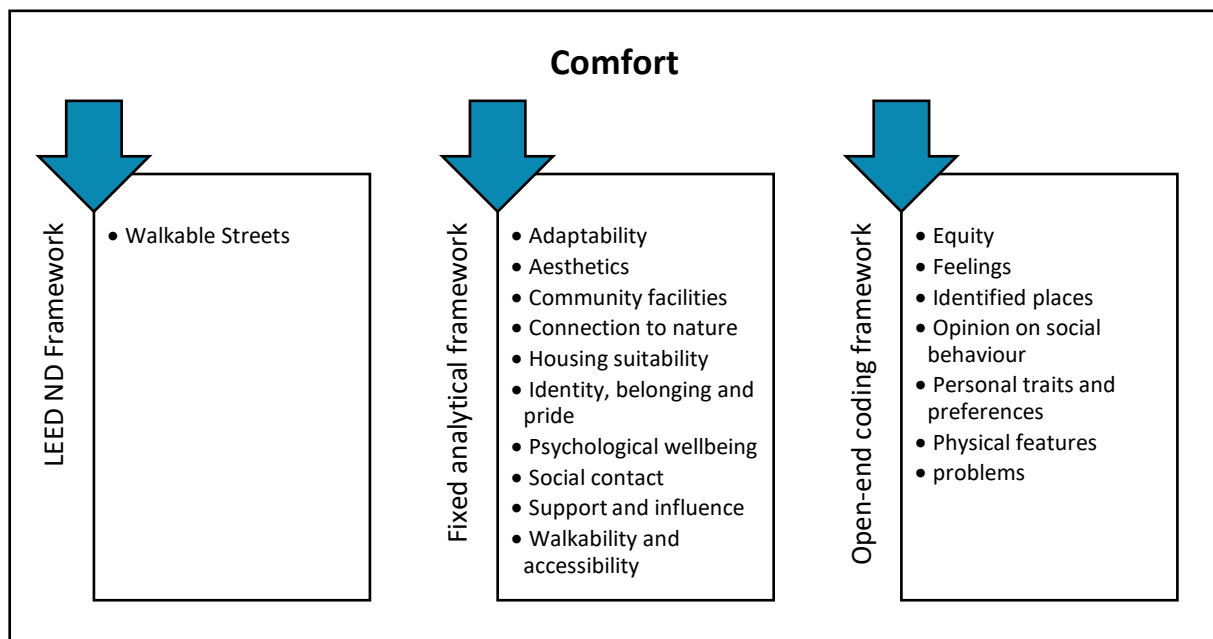 Comfort
LEED ND Framework
• Walkable Streets
Fixed analytical framework
• Adaptability
• Aesthetics
• Community facilities
• Connection to nature
• Housing suitability
• Identity, belonging and
pride
• Psychological wellbeing
• Social contact
• Support and influence
• Walkability and
accessibility
Open-end coding framework
• Equity
• Feelings
• Identified places
• Opinion on social
behaviour
• Personal traits and
preferences
• Physical features
• problems